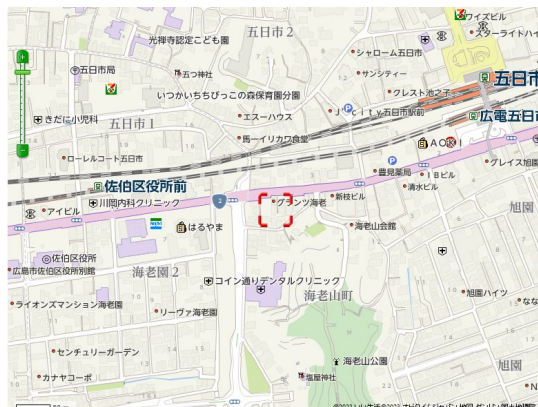 ワイズビル
スターライトハイ
五日市2
光禅寺認定こども園
シャローム五日市
五日市局
五つ神社
サンシティー
五日市
クレスト池之子
いつかいちちびっこの森保育園分園
きだに小児科
五日市1
エスーハウス
Jcity五日市駅前
広電五日市
馬一イリカワ食堂
AOKI
ローレルコート五日市
グレイス旭園
豊見薬局
IBビル
清水ビル
佐伯区役所前
川岡内科クリニック
2
グランツ海老
新枝ビル
旭園
アイビル
はるやま
海老山会館
佐伯区役所
広島市佐伯区役所別館
海老園2
コイン通りデンタルクリニック
海老山町
旭園ハイツ
ライオンズマンション海老園
リーヴァ海老園
なな
センチュリーガーデン
海老山公園
旭園
カナヤコーポ
塩屋神社